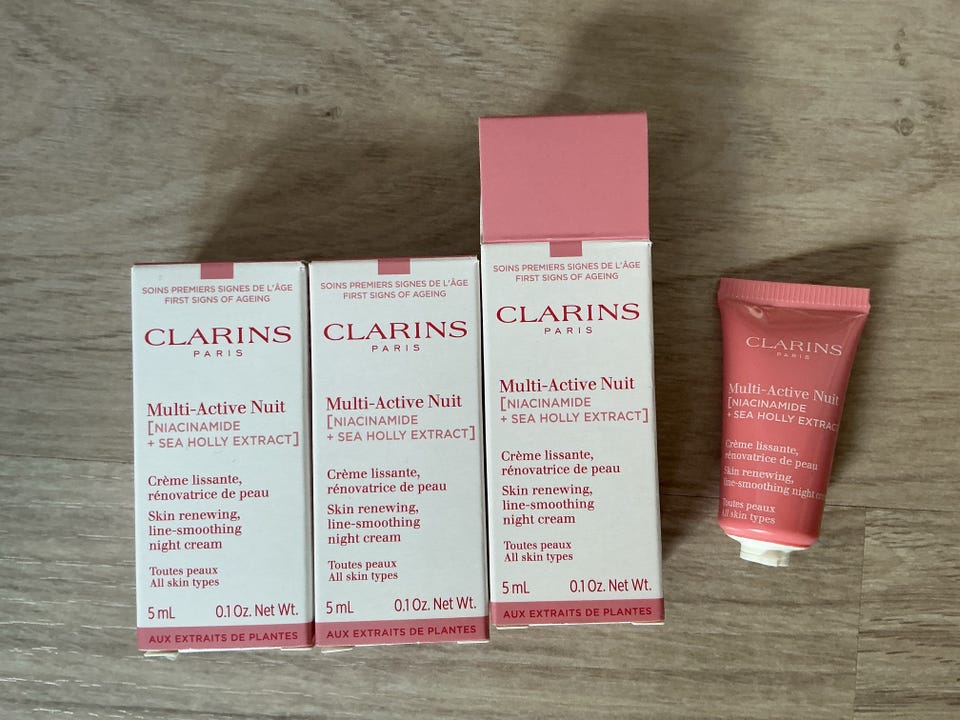 SOINS PREMIERS SIGNES DE L'ÂGE
FIRST SIGNS OF AGEING
CLARINS
PARIS
Multi-Active Nuit
[NIACINAMIDE
+ SEA HOLLY EXTRACT]
Crème lissante,
rénovatrice de peau
Skin renewing,
line-smoothing
night cream
Toutes peaux
All skin types
5 mL 0.1 Oz. Net Wt.
AUX EXTRAITS DE PLANTES
SOINS PREMIERS SIGNES DE L'ÂGE
FIRST SIGNS OF AGEING
CLARINS
PARIS
Multi-Active Nuit
[NIACINAMIDE
+ SEA HOLLY EXTRACT]
Crème lissante,
rénovatrice de peau
Skin renewing,
line-smoothing
night cream
Toutes peaux
All skin types
5 mL 0.1 Oz. Net Wt.
AUX EXTRAITS DE PLANTES
SOINS PREMIERS SIGNES DE L'ÂGE
FIRST SIGNS OF AGEING
CLARINS
PARIS
Multi-Active Nuit
[NIACINAMIDE
+ SEA HOLLY EXTRACT]
Crème lissante,
rénovatrice de peau
Skin renewing,
line-smoothing
night cream
Toutes peaux
All skin types
5 mL 0.1 Oz. Net Wt.
AUX EXTRAITS DE PLANTES
CLARINS
PARIS
Multi-Active Nuit
[NIACINAMIDE
+ SEA HOLLY EXTRACT
Crème lissante,
rénovatrice de peau
Skin renewing,
line-smoothing night
Toutes peaux
All skin types